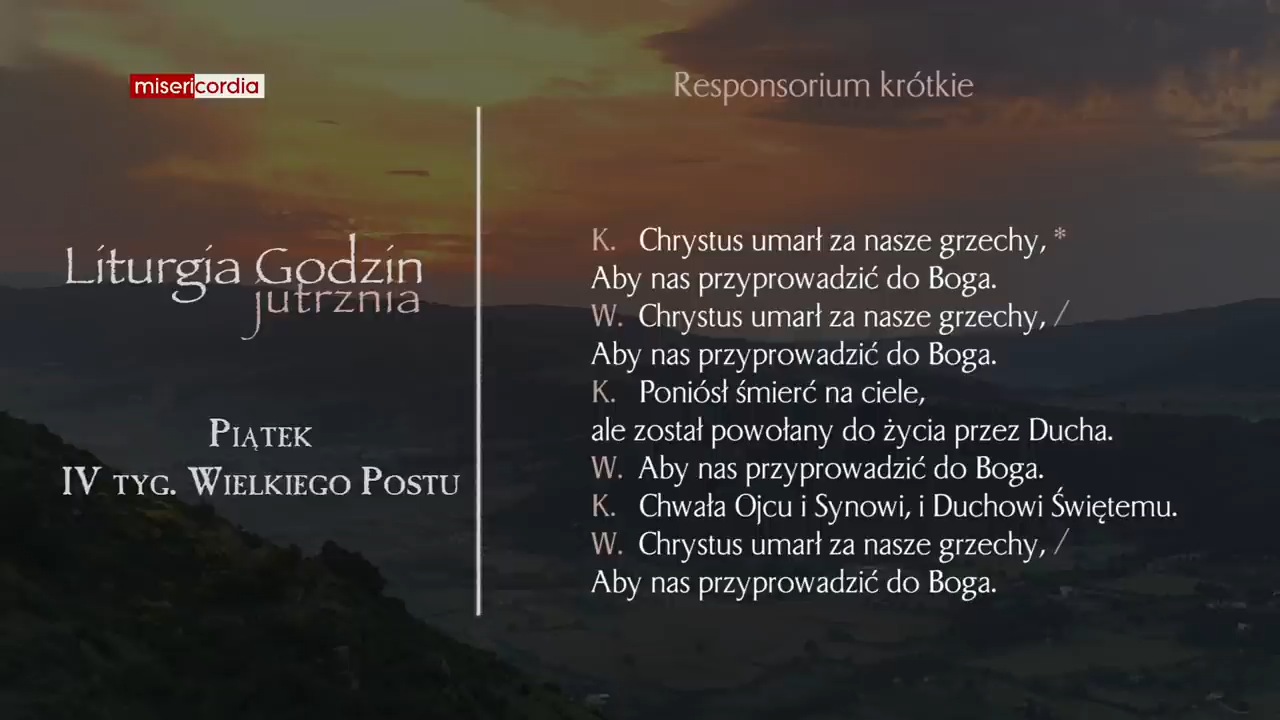 misericordia
Responsorium krótkie
Liturgia Godzin
jutrznia
Piątek
IV tyg. Wielkiego Postu
K. Chrystus umarł za nasze grzechy, *
Aby nas przyprowadzić do Boga.
W. Chrystus umarł za nasze grzechy, /
Aby nas przyprowadzić do Boga.
K. Poniósł śmierć na ciele,
ale został powołany do życia przez Ducha.
W. Aby nas przyprowadzić do Boga.
K. Chwała Ojcu i Synowi, i Duchowi Świętemu.
W. Chrystus umarł za nasze grzechy, /
Aby nas przyprowadzić do Boga.